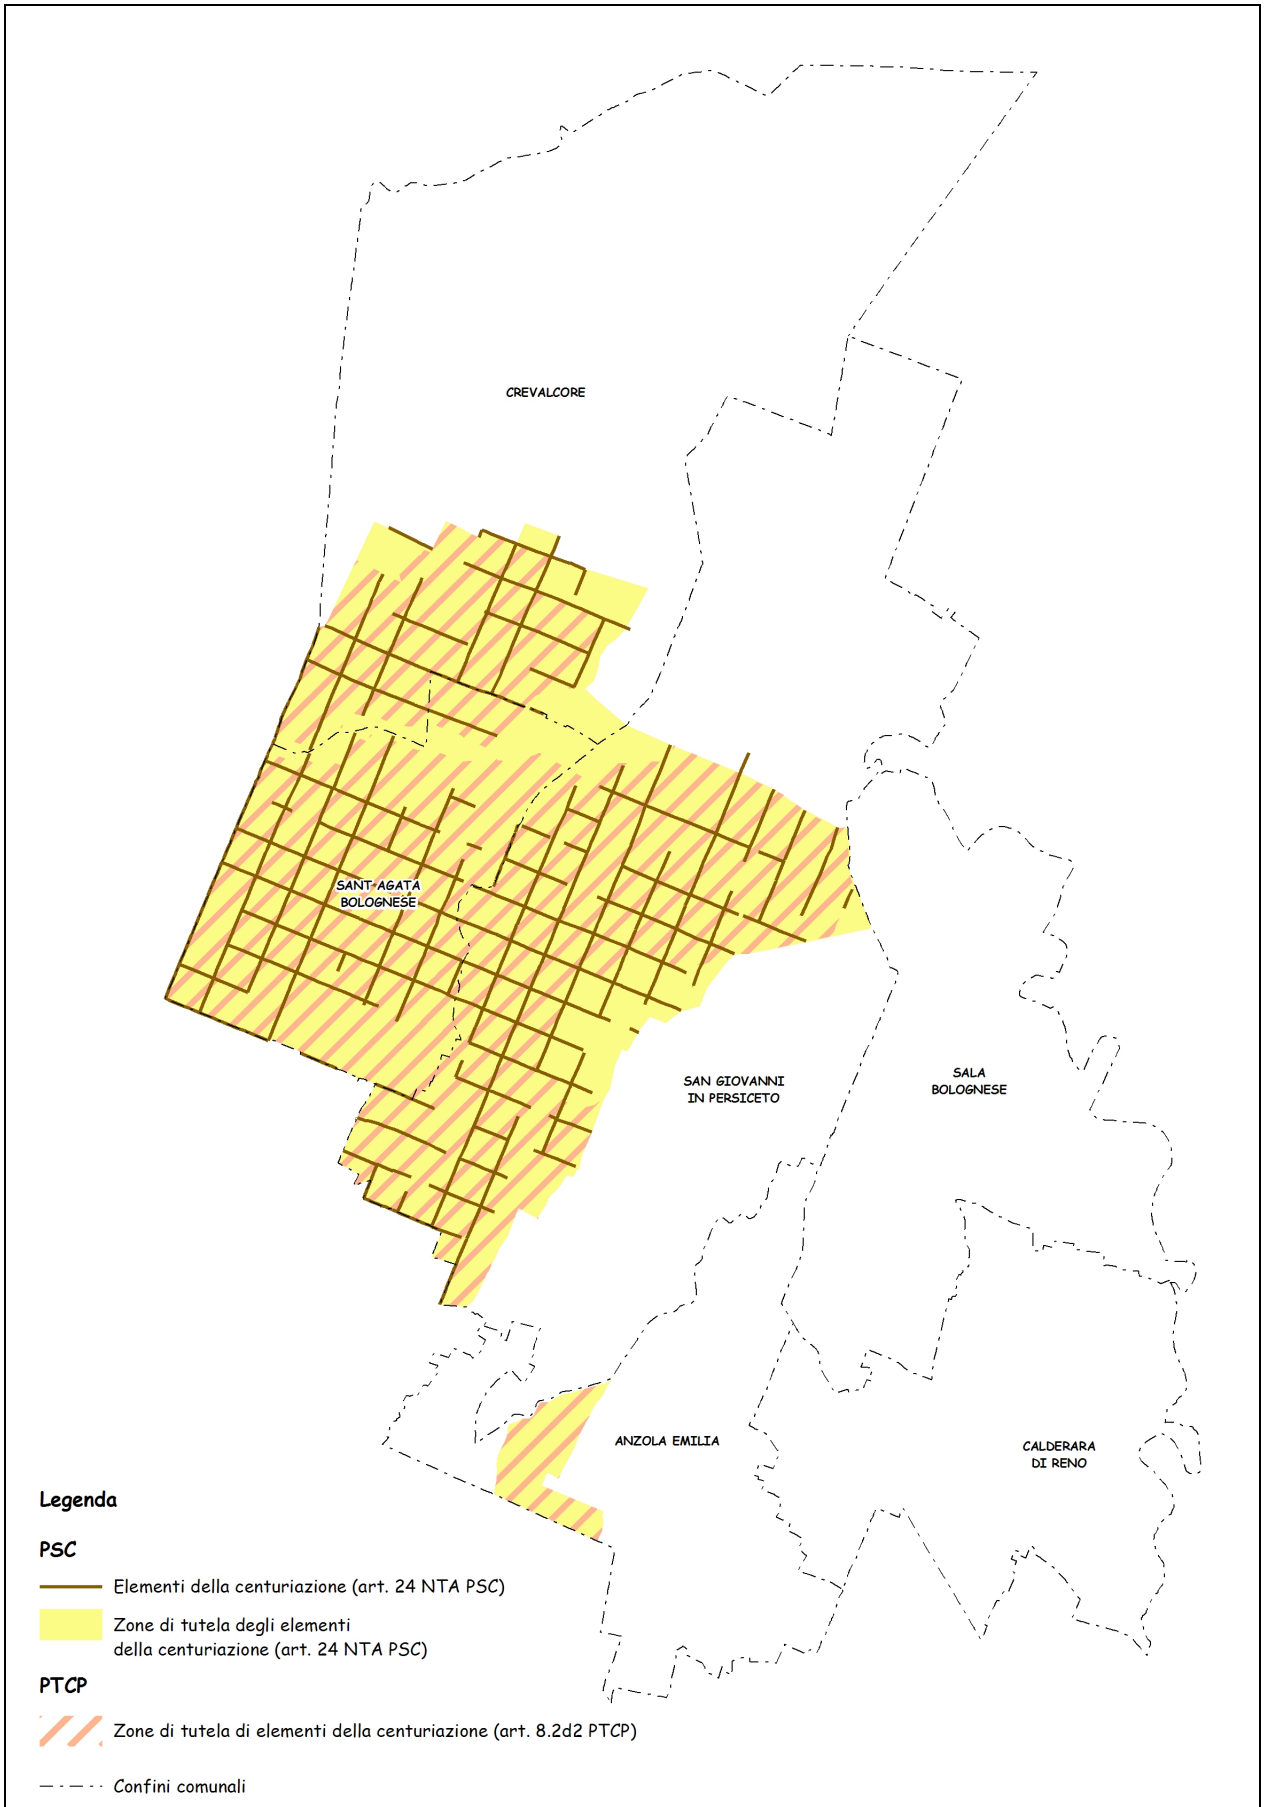 CREVALCORE
SANT AGATA
BOLOGNESE
SAN GIOVANNI
IN PERSICETO
SALA
BOLOGNESE
ANZOLA EMILIA
CALDERARA
DI RENO
Legenda
PSC
Elementi della centuriazione (art. 24 NTA PSC)
Zone di tutela degli elementi
della centuriazione (art. 24 NTA PSC)
PTCP
Zone di tutela di elementi della centuriazione (art. 8.2d2 PTCP)
Confini comunali